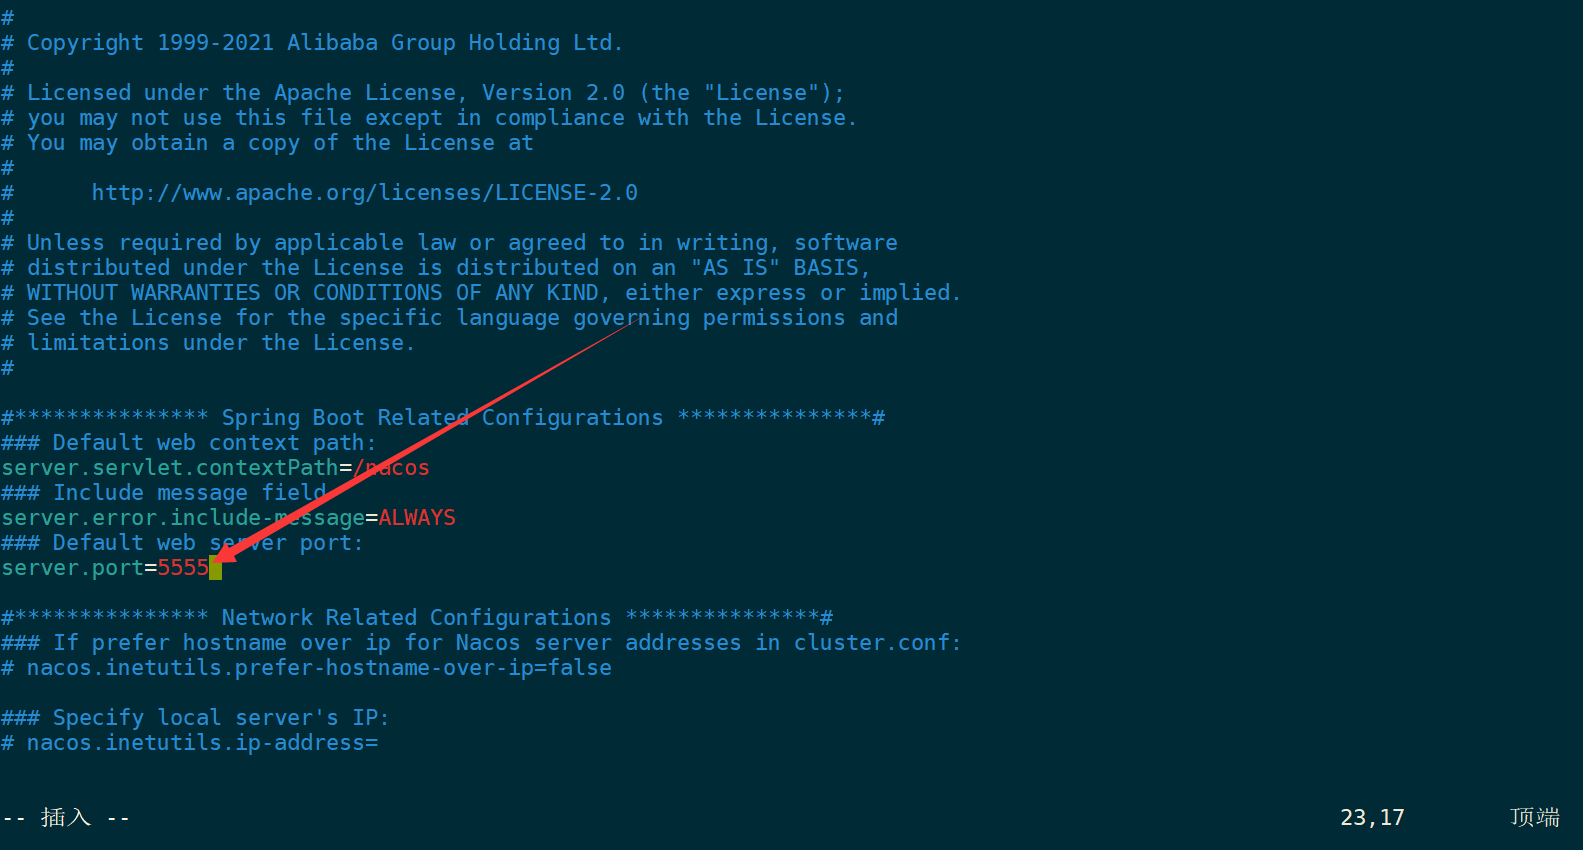 #
# Copyright 1999-2021 Alibaba Group Holding Ltd.
#
# Licensed under the Apache License, Version 2.0 (the "License");
# you may not use this file except in compliance with the License.
# You may obtain a copy of the License at
#
#      http://www.apache.org/licenses/LICENSE-2.0
#
# Unless required by applicable law or agreed to in writing, software
# distributed under the License is distributed on an "AS IS" BASIS,
# WITHOUT WARRANTIES OR CONDITIONS OF ANY KIND, either express or implied.
# See the License for the specific language governing permissions and
# limitations under the License.
#
#*************** Spring Boot Related Configurations ***************#
### Default web context path:
server.servlet.contextPath=/nacos
### Include message field
server.error.include-message=ALWAYS
### Default web server port:
server.port=5555
#*************** Network Related Configurations ***************#
### If prefer hostname over ip for Nacos server addresses in cluster.conf:
# nacos.inetutils.prefer-hostname-over-ip=false
### Specify local server's IP:
# nacos.inetutils.ip-address=
-- 插入 -- 23,17 顶端